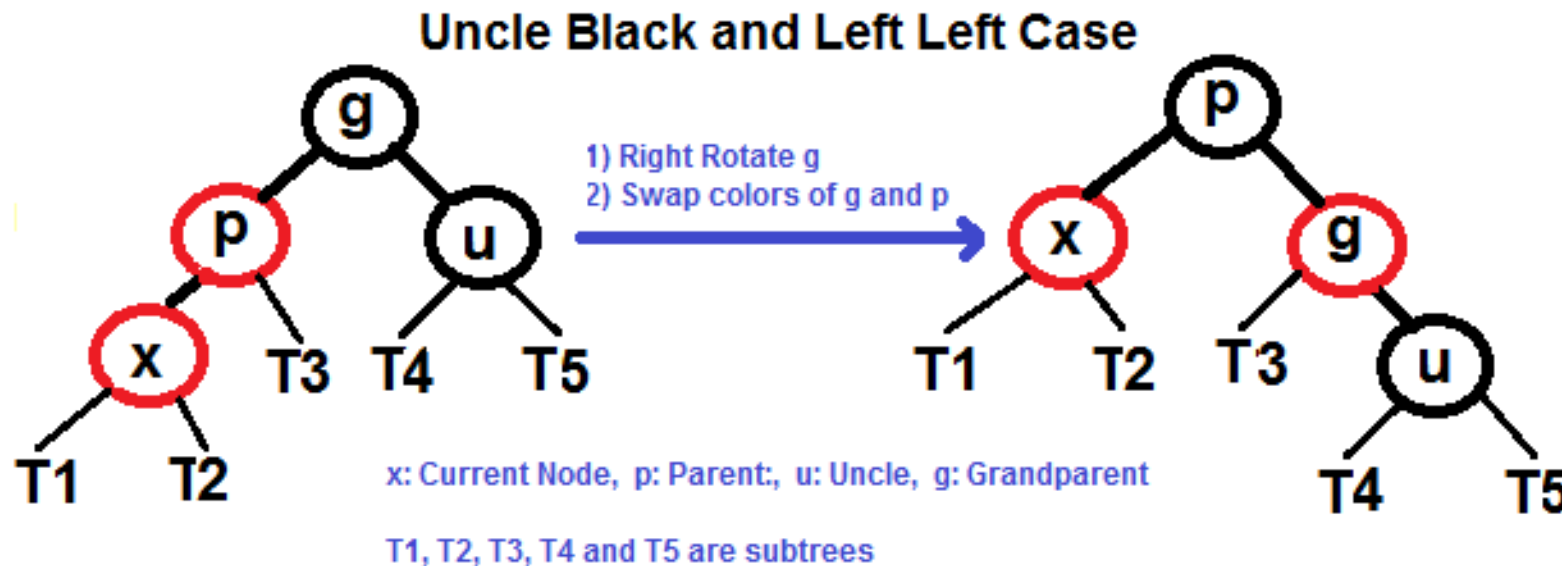 Uncle Black and Left Left Case
g
p
1) Right Rotate g
2) Swap colors of g and p
p
u
x
g
x
T3
T4
T5
T1
T2
T3
u
T1
T2
x: Current Node, p: Parent:, u: Uncle, g: Grandparent
T4
T5
T1, T2, T3, T4 and T5 are subtrees